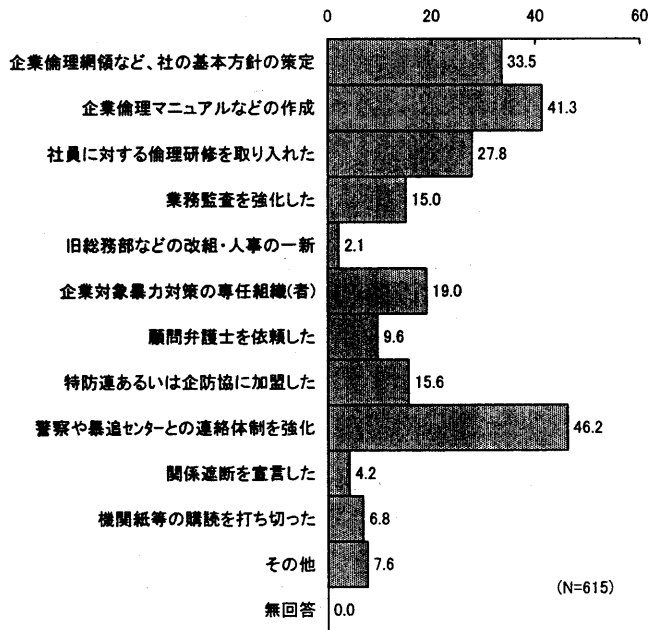 0 20 40 60
企業倫理綱領など、社の基本方針の策定 33.5
企業倫理マニュアルなどの作成 41.3
社員に対する倫理研修を取り入れた 27.8
業務監査を強化した 15.0
旧総務部などの改組・人事の一新 2.1
企業対象暴力対策の専任組織(者) 19.0
顧問弁護士を依頼した 9.6
特防連あるいは企防協に加盟した 15.6
警察や暴追センターとの連絡体制を強化 46.2
関係遮断を宣言した 4.2
機関紙等の購読を打ち切った 6.8
その他 7.6
(N=615)
無回答 0.0